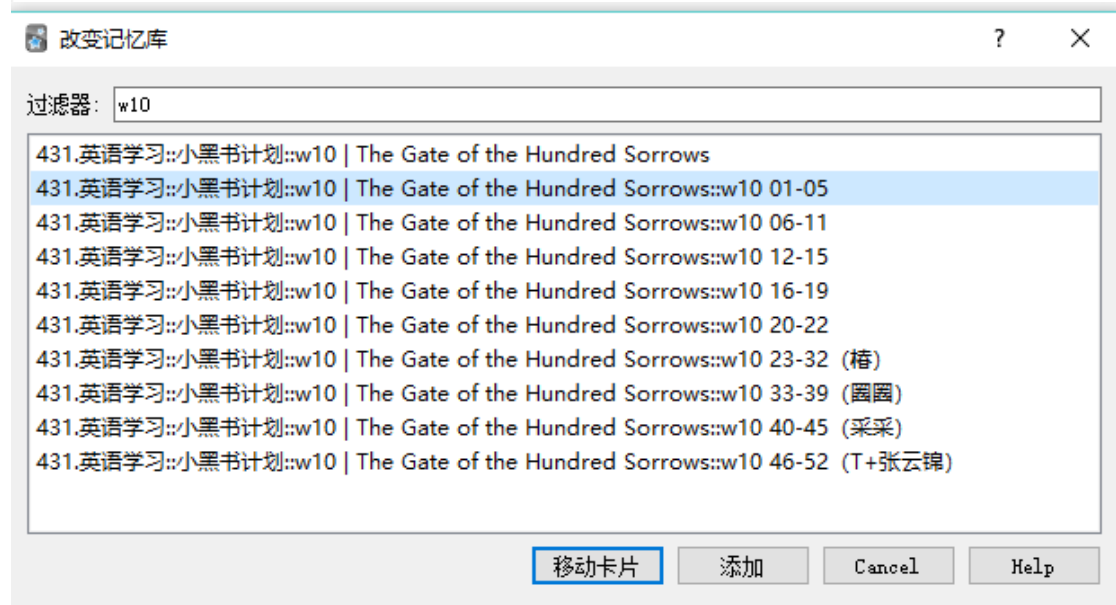 改变记忆库
?
×
过滤器: w10
431.英语学习::小黑书计划::w10 | The Gate of the Hundred Sorrows
431.英语学习::小黑书计划::w10 | The Gate of the Hundred Sorrows::w10 01-05
431.英语学习::小黑书计划::w10 | The Gate of the Hundred Sorrows::w10 06-11
431.英语学习::小黑书计划::w10 | The Gate of the Hundred Sorrows::w10 12-15
431.英语学习::小黑书计划::w10 | The Gate of the Hundred Sorrows::w10 16-19
431.英语学习::小黑书计划::w10 | The Gate of the Hundred Sorrows::w10 20-22
431.英语学习::小黑书计划::w10 | The Gate of the Hundred Sorrows::w10 23-32（椿）
431.英语学习::小黑书计划::w10 | The Gate of the Hundred Sorrows::w10 33-39（圆圆）
431.英语学习::小黑书计划::w10 | The Gate of the Hundred Sorrows::w10 40-45（采采）
431.英语学习::小黑书计划::w10 | The Gate of the Hundred Sorrows::w10 46-52（T+张云锦）
移动卡片 添加 Cancel Help